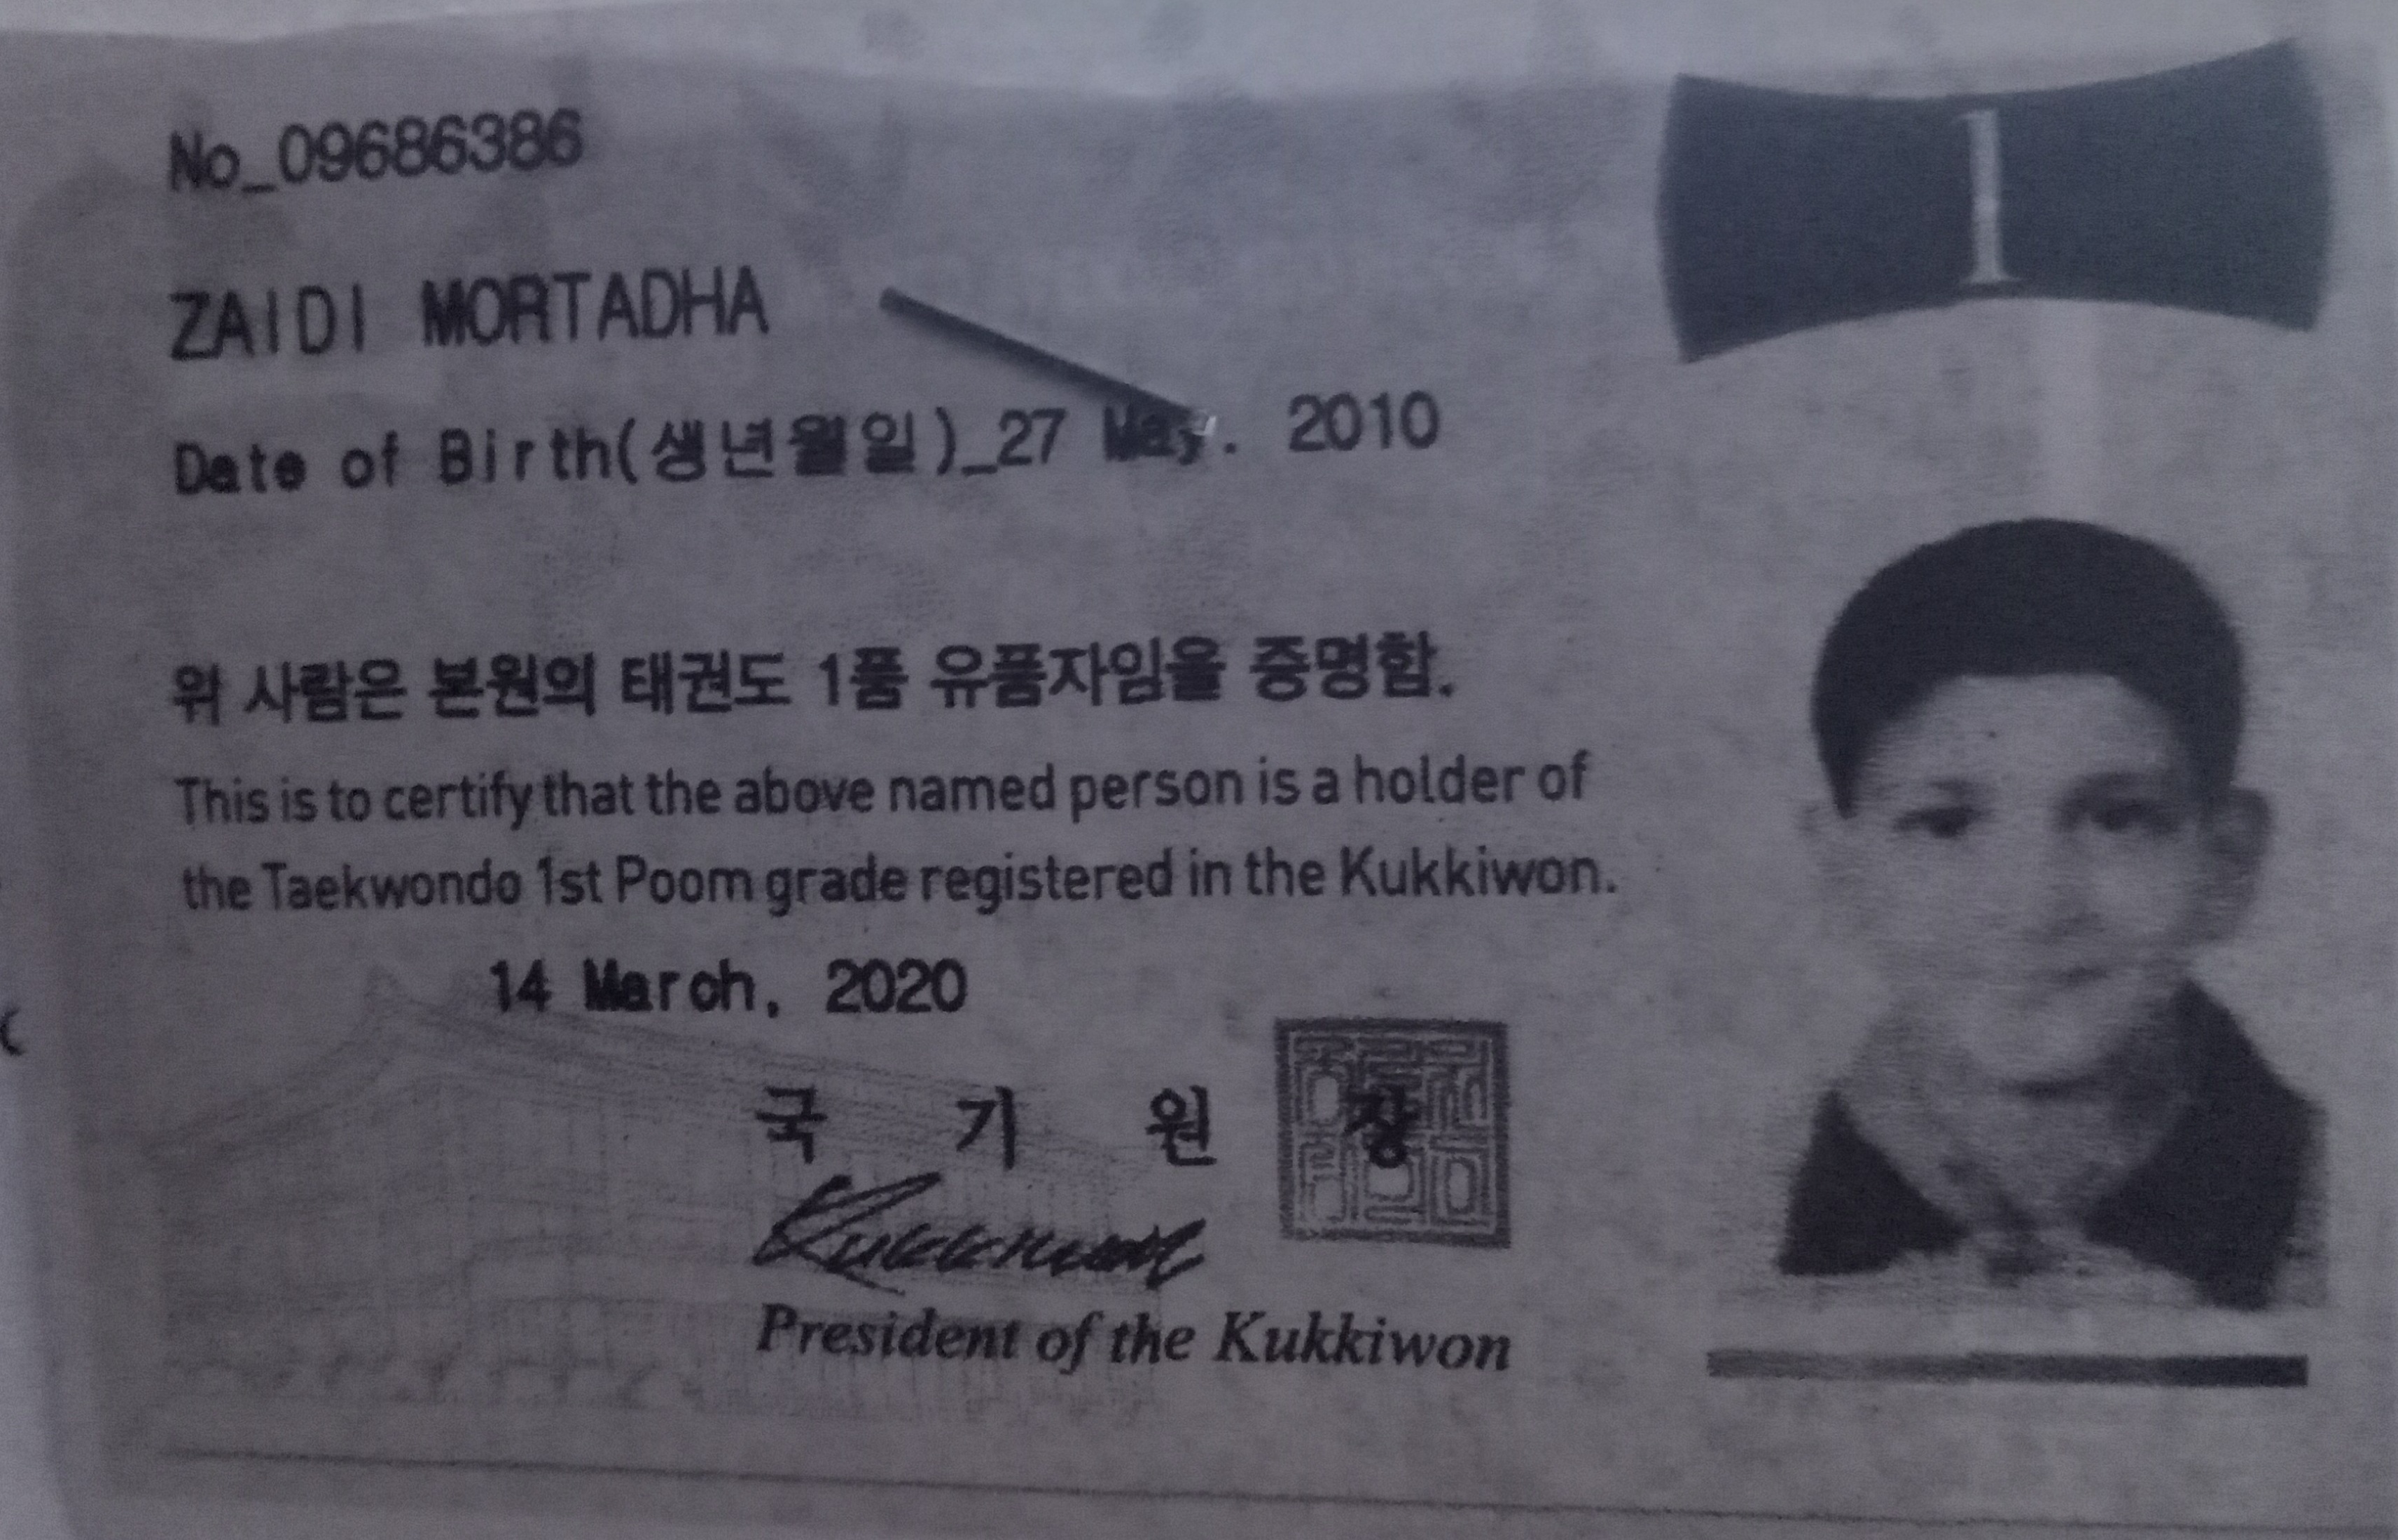 No_09686386
1
ZAIDI MORTADHA
Date of Birth(생년월일)_27 May. 2010
위 사람은 본원의 태권도 1품 유품자임을 증명함.
This is to certify that the above named person is a holder of
the Taekwondo 1st Poom grade registered in the Kukkiwon.
14 March, 2020
국 기 원 장
Kukkiwon
President of the Kukkiwon